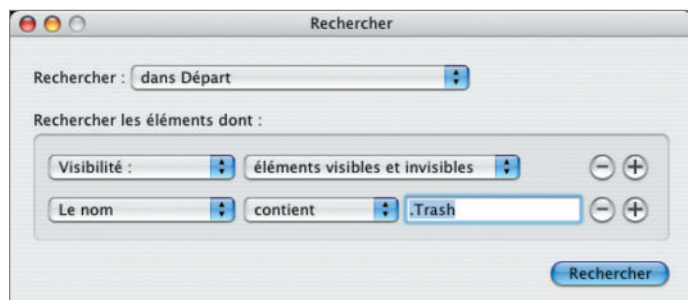 Rechercher
Rechercher : dans Départ
Rechercher les éléments dont :
Visibilité : éléments visibles et invisibles
Le nom contient .Trash
Rechercher